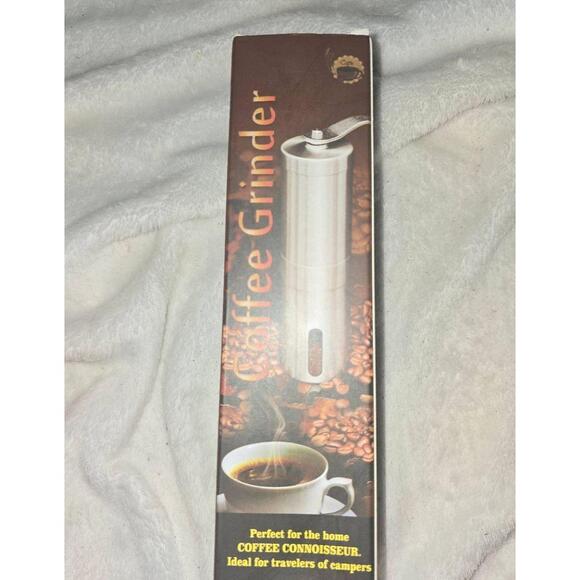 Coffee Grinder
Perfect for the home
COFFEE CONNOISSEUR.
Ideal for travelers of campers